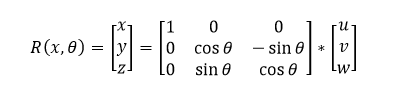 R(x, θ) = [x y z] = [1 0 0
0 cos θ − sin θ
0 sin θ cos θ] * [u v w]